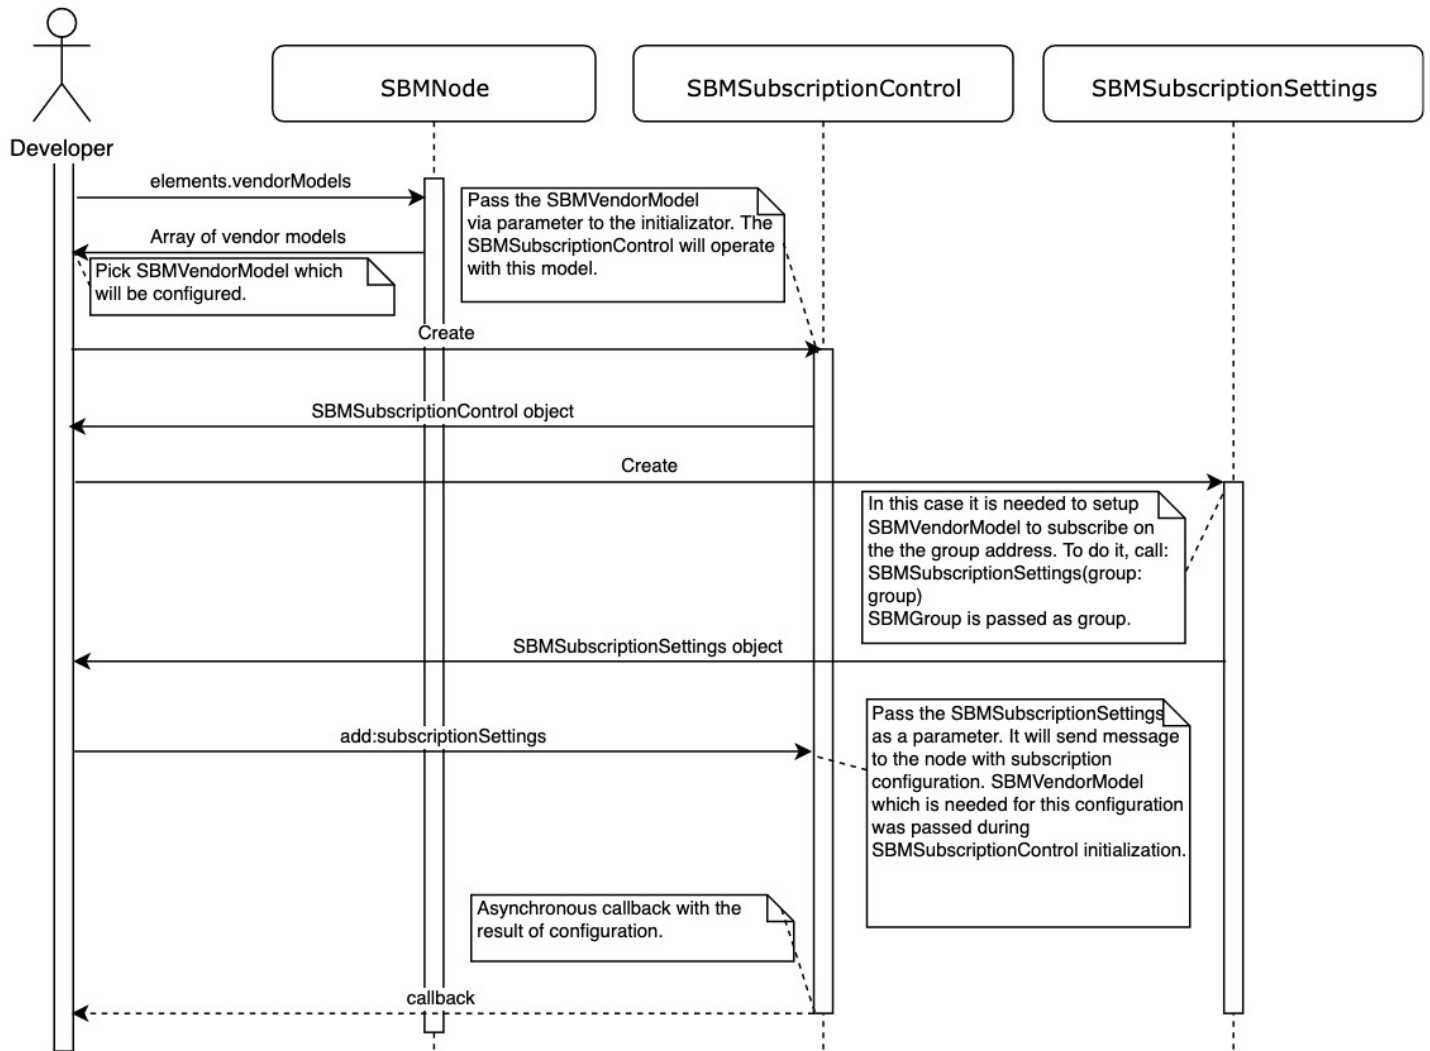 SBMNode
SBMSubscriptionControl
SBMSubscriptionSettings
Developer
elements.vendorModels
Pass the SBMVendorModel
via parameter to the initializator. The
SBMSubscriptionControl will operate
with this model.
Array of vendor models
Pick SBMVendorModel which
will be configured.
Create
SBMSubscriptionControl object
Create
In this case it is needed to setup
SBMVendorModel to subscribe on
the the group address. To do it, call:
SBMSubscriptionSettings(group:
group)
SBMGroup is passed as group.
SBMSubscriptionSettings object
Pass the SBMSubscriptionSettings
as a parameter. It will send message
to the node with subscription
configuration. SBMVendorModel
which is needed for this configuration
was passed during
SBMSubscriptionControl initialization.
add:subscriptionSettings
Asynchronous callback with the
result of configuration.
callback